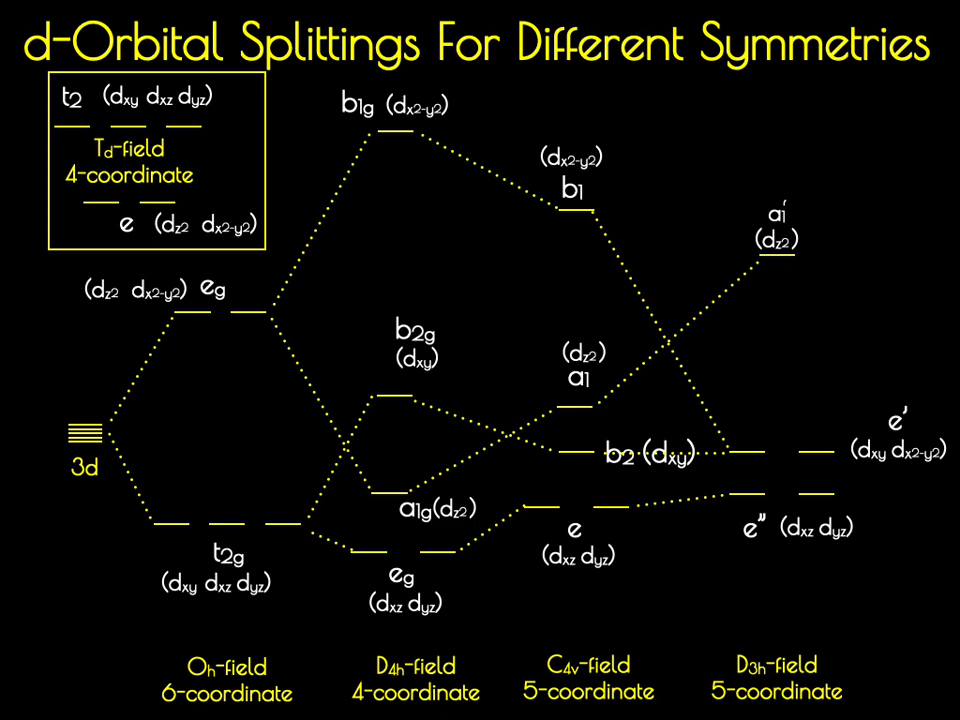 d-Orbital Splittings For Different Symmetries
t2 (dxy dxz dyz)
Td-field
4-coordinate
e (dz2 dx2-y2)
b1g (dx2-y2)
(dx2-y2)
b1
a1'
(dz2)
(dz2 dx2-y2) eg
b2g
(dxy)
(dz2)
a1
3d
b2 (dxy)
e'
(dxy dx2-y2)
a1g(dz2)
t2g
(dxy dxz dyz)
eg
(dxz dyz)
e
(dxz dyz)
e" (dxz dyz)
Oh-field
6-coordinate
D4h-field
4-coordinate
C4v-field
5-coordinate
D3h-field
5-coordinate